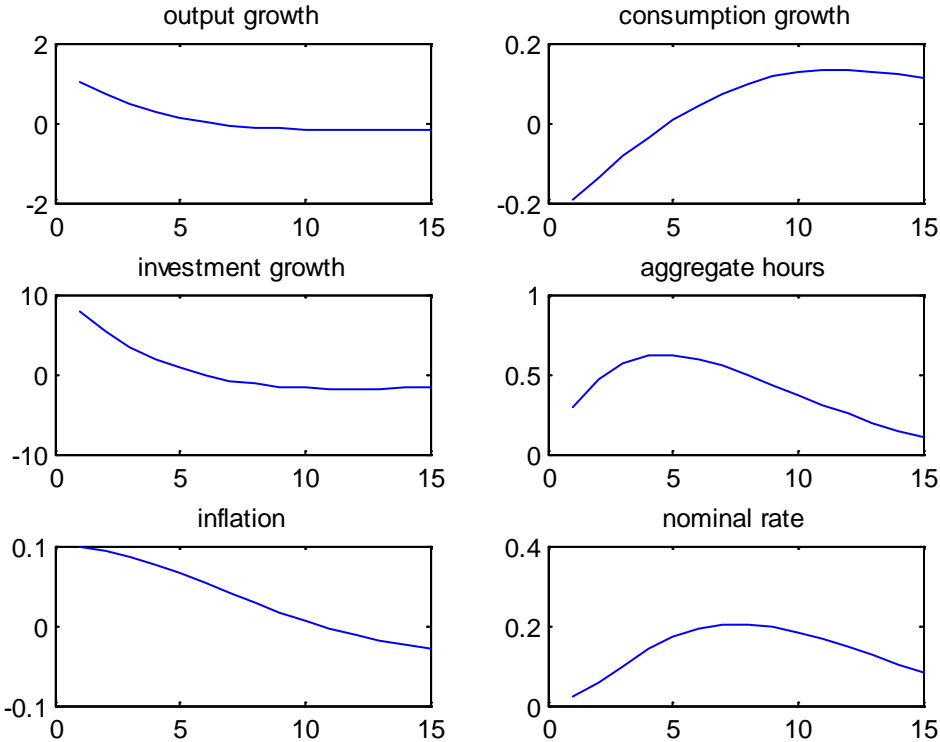 output growth
2
0
-2
0 5 10 15
consumption growth
0.2
0
-0.2
0 5 10 15
investment growth
10
0
-10
0 5 10 15
aggregate hours
1
0.5
0
0 5 10 15
inflation
0.1
0
-0.1
0 5 10 15
nominal rate
0.4
0.2
0
0 5 10 15